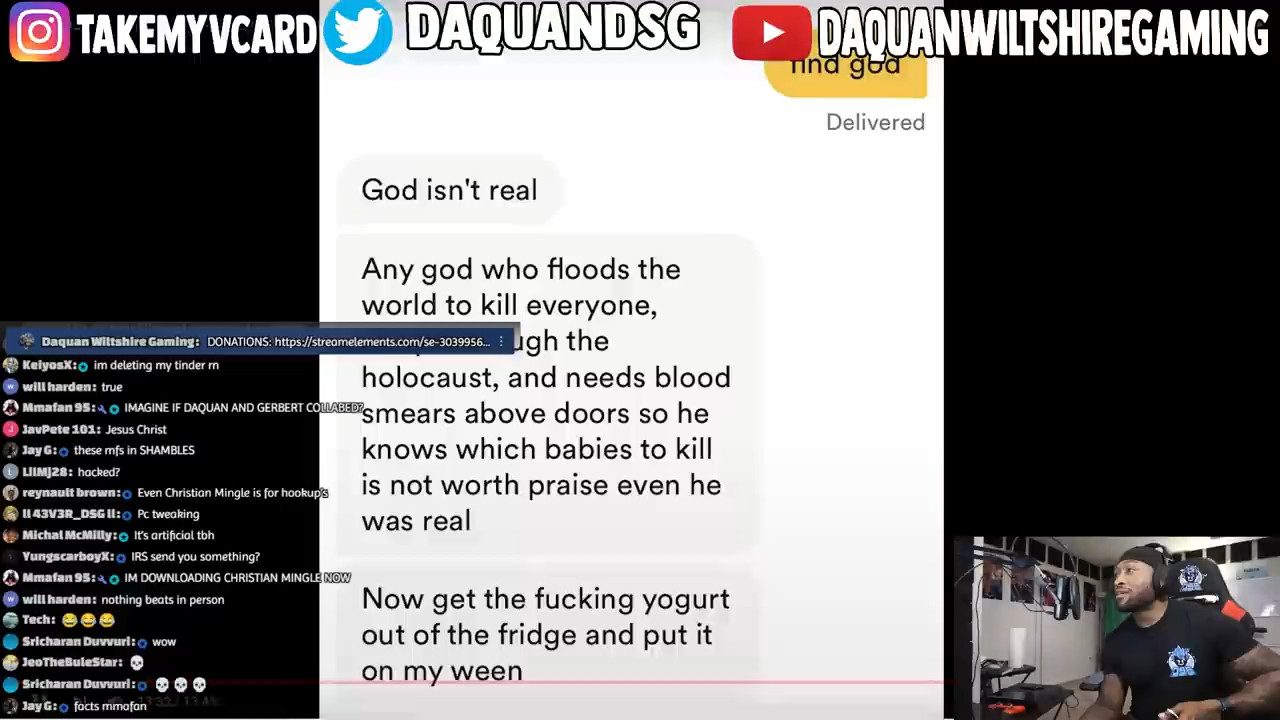 TAKEMYVCARD
DAQUANDSG
DAQUANWILTSHIREGAMING
find god
Delivered
God isn't real
Any god who floods the
world to kill everyone,
ugh the
holocaust, and needs blood
smears above doors so he
knows which babies to kill
is not worth praise even he
was real
Now get the fucking yogurt
out of the fridge and put it
on my ween
Daquan Wiltshire Gaming: DONATIONS: https://streamelements.com/se-3039956...
KeiyosX: im deleting my tinder rn
will harden: true
Mmafan 95: IMAGINE IF DAQUAN AND GERBERT COLLABED?
JavPete 101: Jesus Christ
Jay G: these mfs in SHAMBLES
LilMj28: hacked?
reynault brown: Even Christian Mingle is for hookup's
ll 43V3R_DSG ll: Pc tweaking
Michal McMilly: It's artificial tbh
YungscarboyX: IRS send you something?
Mmafan 95: IM DOWNLOADING CHRISTIAN MINGLE NOW
will harden: nothing beats in person
Tech: 😂😂😂
Sricharan Duvvuri: wow
JeoTheBuleStar: 💀
Sricharan Duvvuri: 💀💀💀
Jay G: facts mmafan